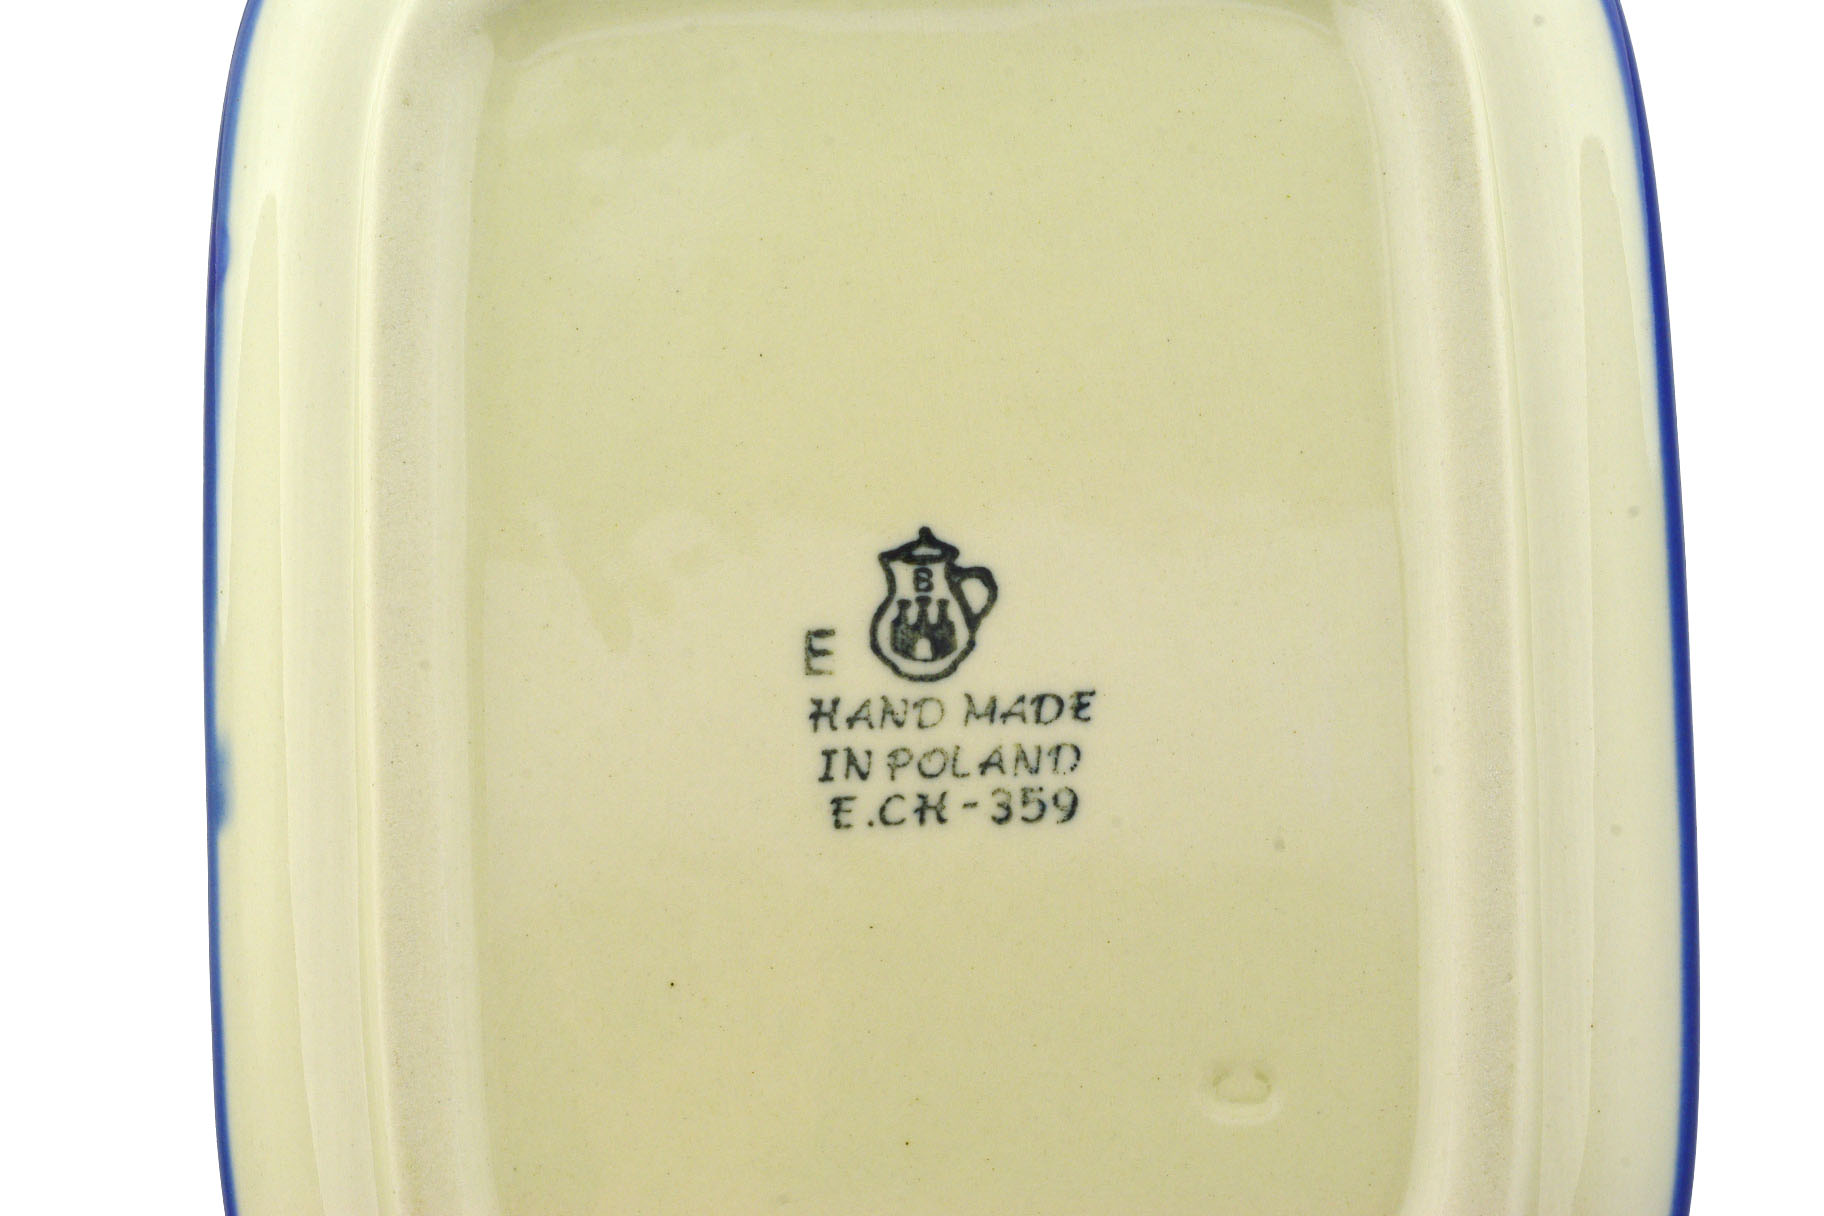 B
E
HAND MADE
IN POLAND
E.CH-359
C